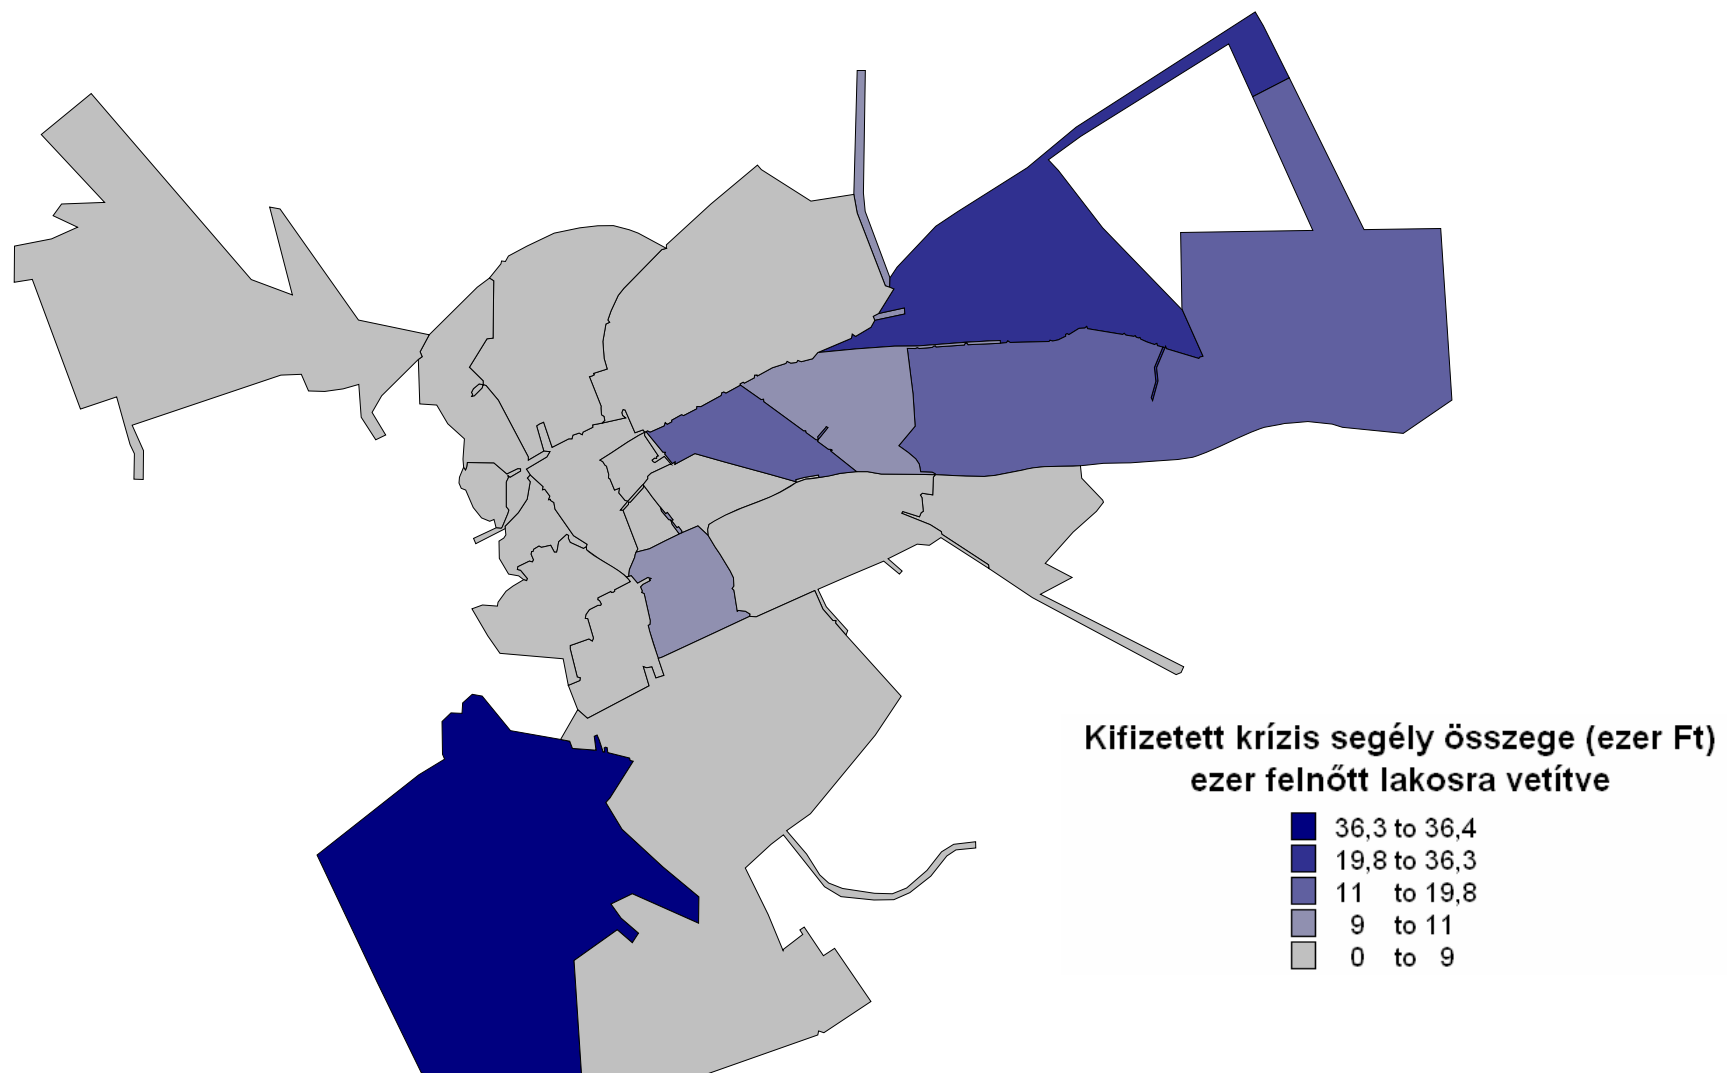 Kifizetett krízis segély összege (ezer Ft)
ezer felnőtt lakosra vetítve
36,3 to 36,4
19,8 to 36,3
11 to 19,8
9 to 11
0 to 9